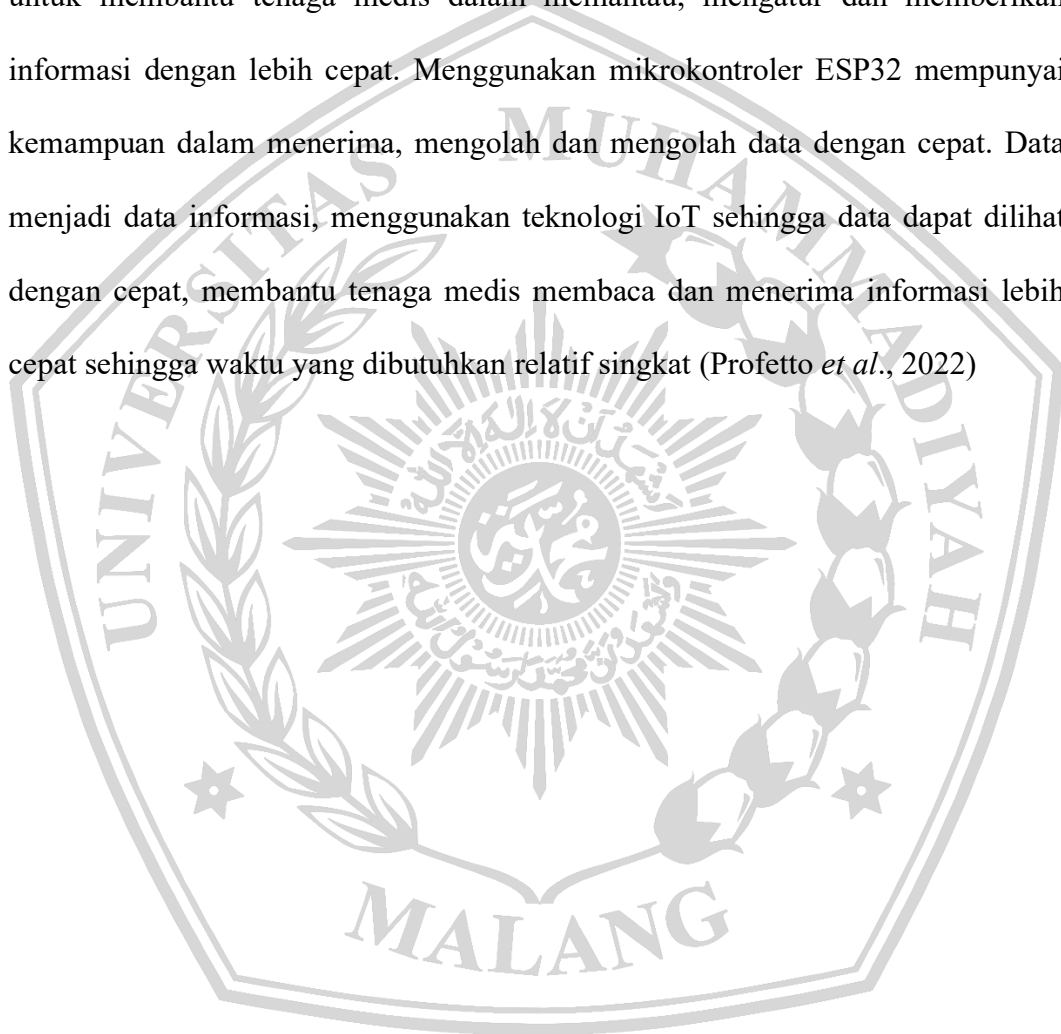 untuk membantu tenaga medis dalam memantau, mengatur dan memberikan
informasi dengan lebih cepat. Menggunakan mikrokontroler ESP32 mempunyai
kemampuan dalam menerima, mengolah dan mengolah data dengan cepat. Data
menjadi data informasi, menggunakan teknologi IoT sehingga data dapat dilihat
dengan cepat, membantu tenaga medis membaca dan menerima informasi lebih
cepat sehingga waktu yang dibutuhkan relatif singkat (Profetto et al., 2022)
UNIVERSITAS MUHAMMADIYAH
MALANG